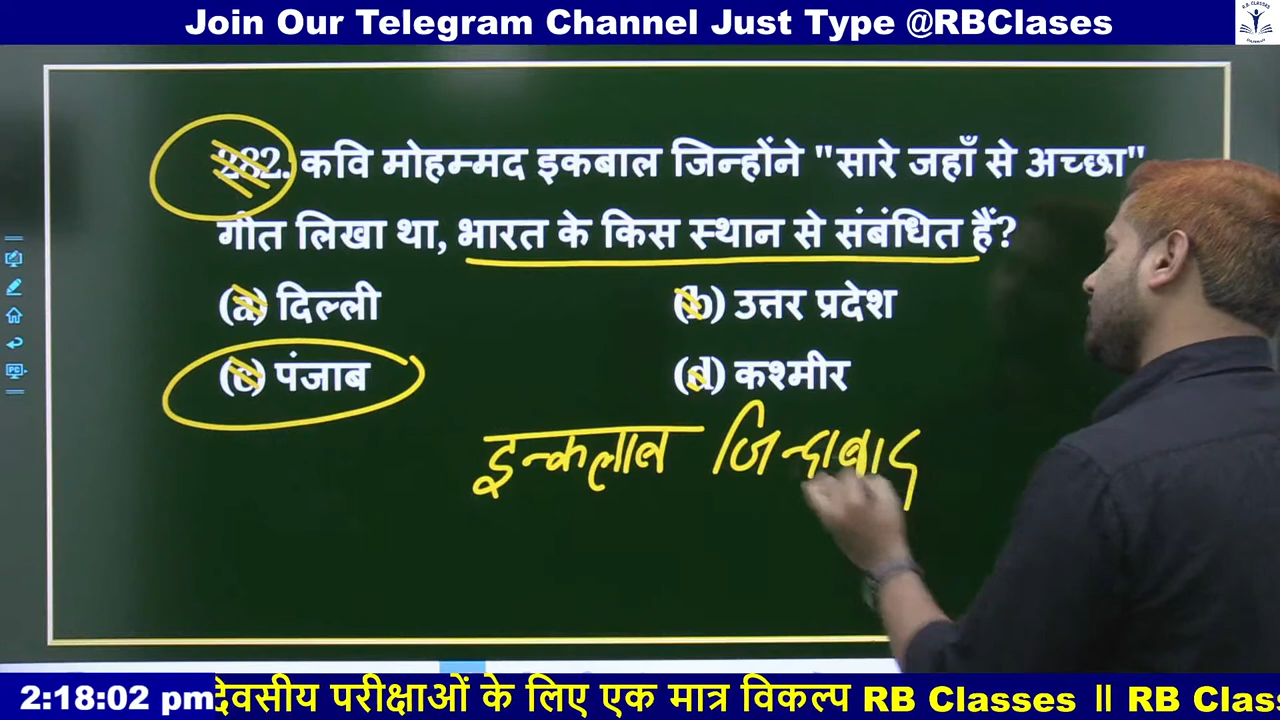 Join Our Telegram Channel Just Type @RBClases
R.B. CLASSES
282. कवि मोहम्मद इकबाल जिन्होंने "सारे जहाँ से अच्छा"
गीत लिखा था, भारत के किस स्थान से संबंधित हैं?
(a) दिल्ली
(b) उत्तर प्रदेश
(c) पंजाब
(d) कश्मीर
इन्कलाब जिन्दाबाद
2:18:02 pm
देवसीय परीक्षाओं के लिए एक मात्र विकल्प RB Classes ॥ RB Clas